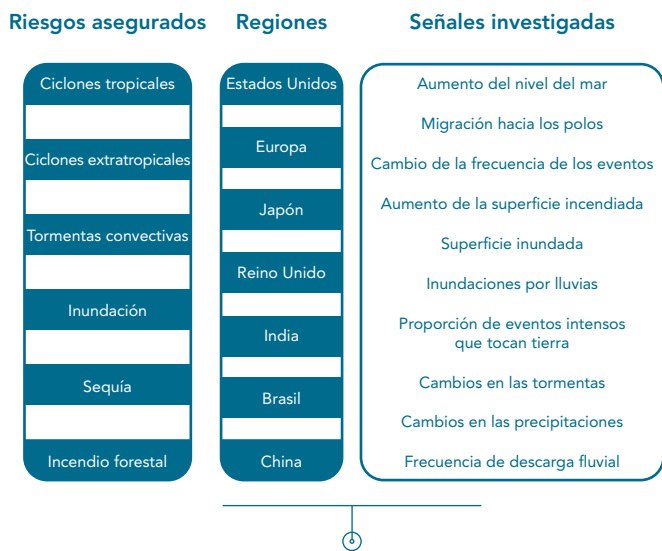 Riesgos asegurados
Ciclones tropicales
Ciclones extratropicales
Tormentas convectivas
Inundación
Sequía
Incendio forestal
Regiones
Estados Unidos
Europa
Japón
Reino Unido
India
Brasil
China
Señales investigadas
Aumento del nivel del mar
Migración hacia los polos
Cambio de la frecuencia de los eventos
Aumento de la superficie incendiada
Superficie inundada
Inundaciones por lluvias
Proporción de eventos intensos
que tocan tierra
Cambios en las tormentas
Cambios en las precipitaciones
Frecuencia de descarga fluvial